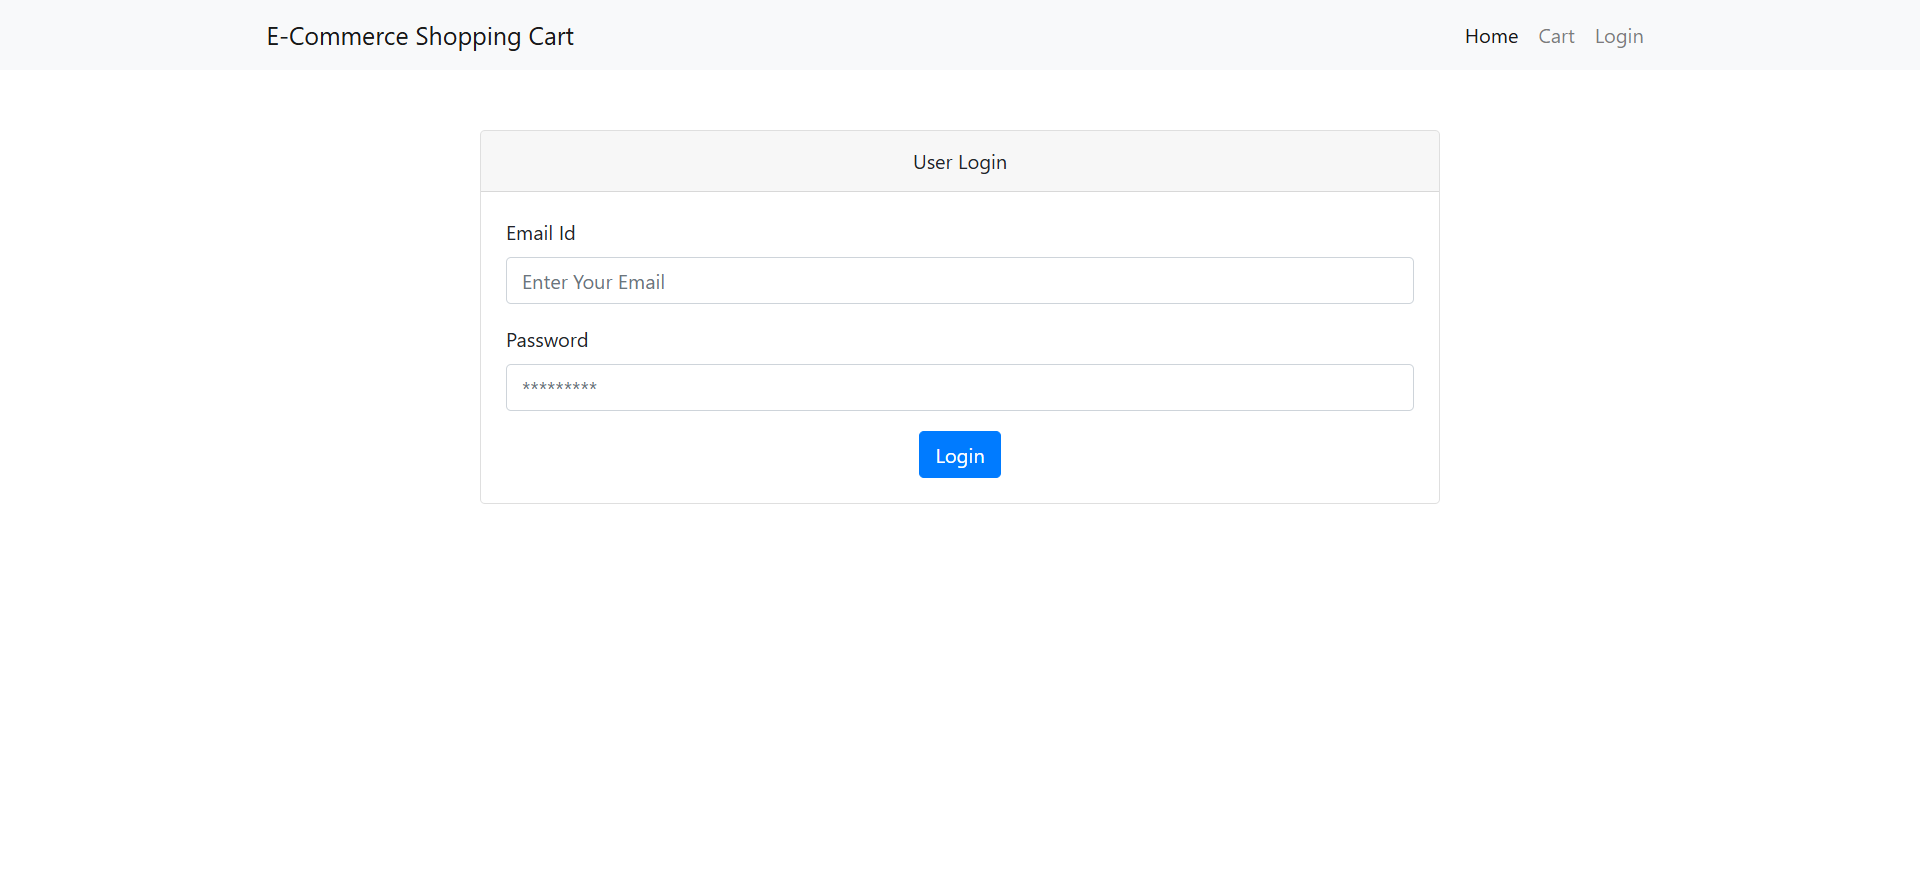 E-Commerce Shopping Cart Home Cart Login
User Login
Email Id
Enter Your Email
Password
*********
Login